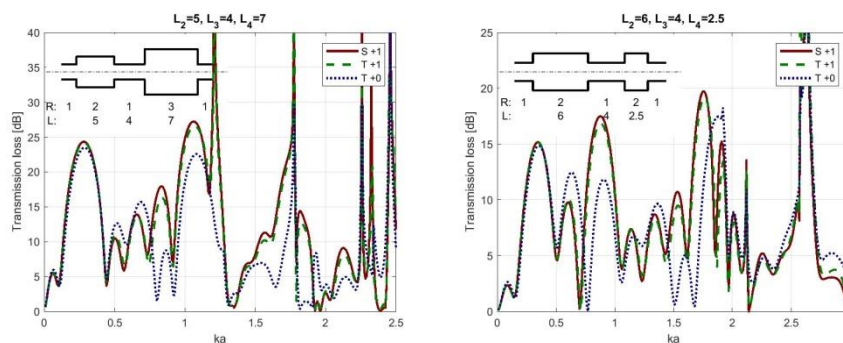 L2=5, L3=4, L4=7
40
35
30
25
20
15
10
5
0
Transmission loss [dB]
S +1
T +1
T +0
R: 1 2 1 3 1
L: 5 4 7
0 0.5 1 1.5 2 2.5
ka
L2=6, L3=4, L4=2.5
25
20
15
10
5
0
Transmission loss [dB]
S +1
T +1
T +0
R: 1 2 1 2 1
L: 6 4 2.5
0 0.5 1 1.5 2 2.5
ka